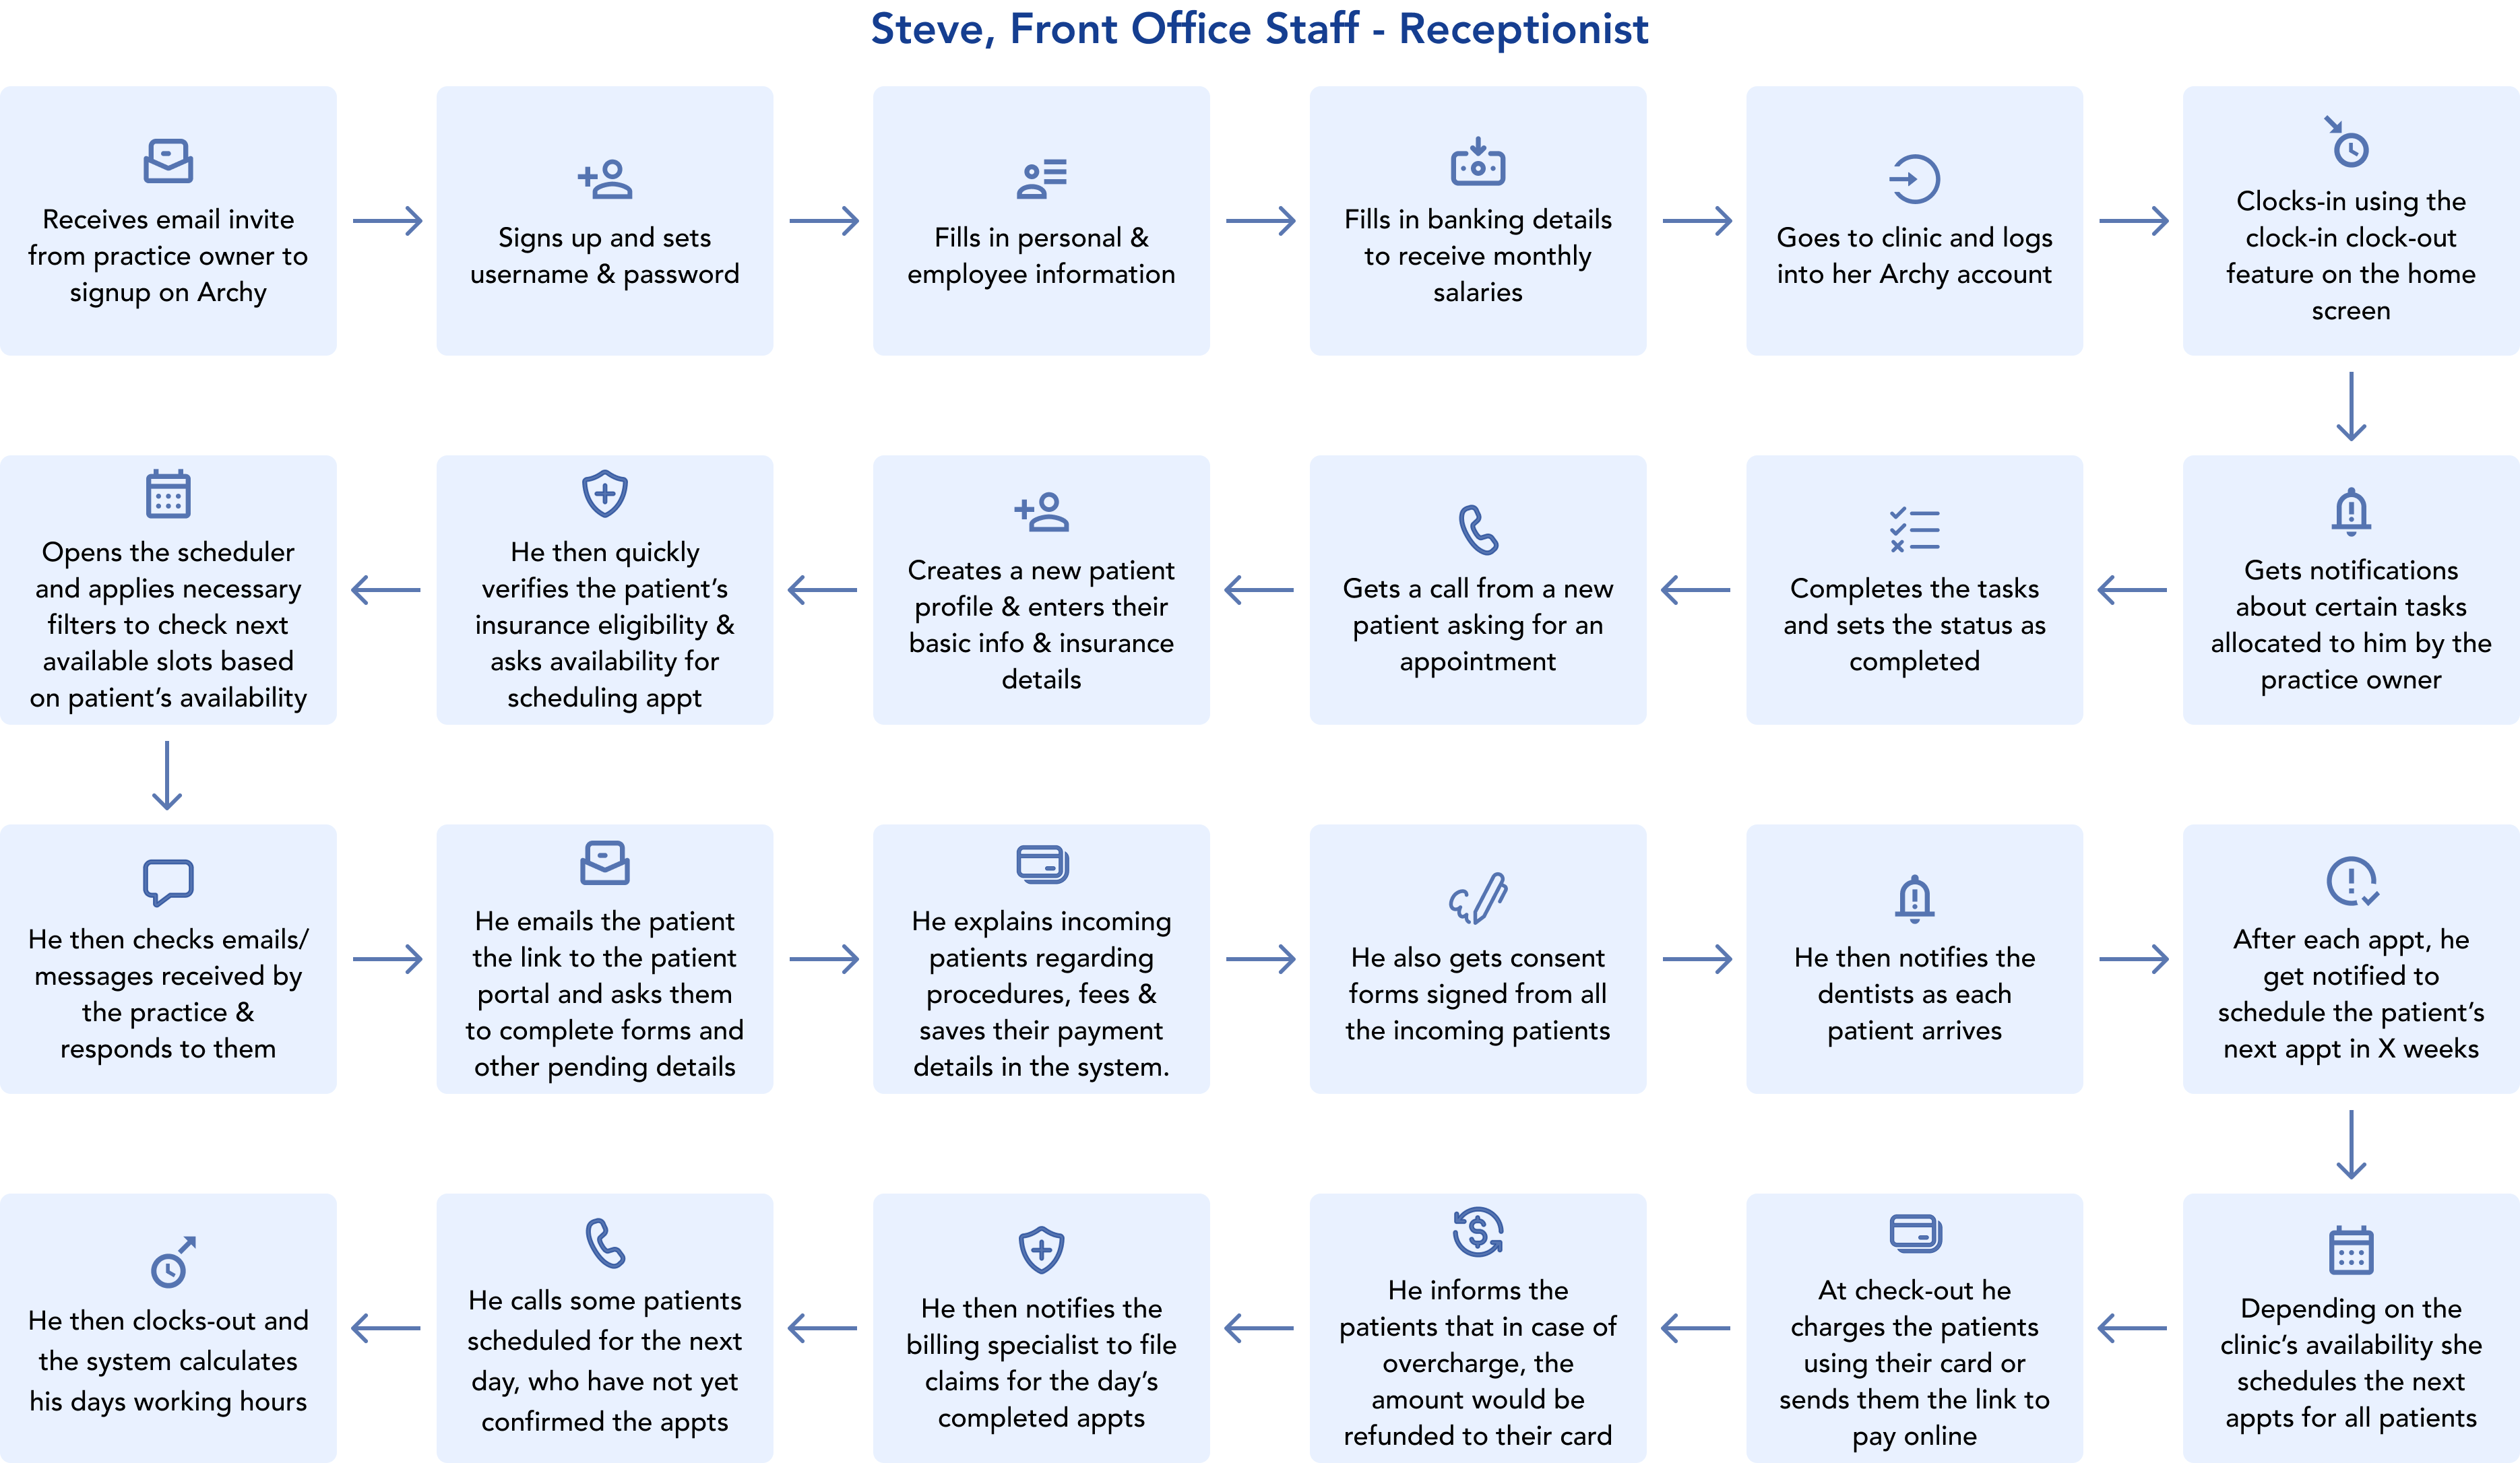 Steve, Front Office Staff - Receptionist
Receives email invite
from practice owner to
signup on Archy
Signs up and sets
username & password
Fills in personal &
employee information
Fills in banking details
to receive monthly
salaries
Goes to clinic and logs
into her Archy account
Clocks-in using the
clock-in clock-out
feature on the home
screen
Gets notifications
about certain tasks
allocated to him by the
practice owner
Completes the tasks
and sets the status as
completed
Gets a call from a new
patient asking for an
appointment
Creates a new patient
profile & enters their
basic info & insurance
details
He then quickly
verifies the patient’s
insurance eligibility &
asks availability for
scheduling appt
Opens the scheduler
and applies necessary
filters to check next
available slots based
on patient’s availability
He then checks emails/
messages received by
the practice &
responds to them
He emails the patient
the link to the patient
portal and asks them
to complete forms and
other pending details
He explains incoming
patients regarding
procedures, fees &
saves their payment
details in the system.
He also gets consent
forms signed from all
the incoming patients
He then notifies the
dentists as each
patient arrives
After each appt, he
get notified to
schedule the patient’s
next appt in X weeks
Depending on the
clinic’s availability she
schedules the next
appts for all patients
At check-out he
charges the patients
using their card or
sends them the link to
pay online
He informs the
patients that in case of
overcharge, the
amount would be
refunded to their card
He then notifies the
billing specialist to file
claims for the day’s
completed appts
He calls some patients
scheduled for the next
day, who have not yet
confirmed the appts
He then clocks-out and
the system calculates
his days working hours